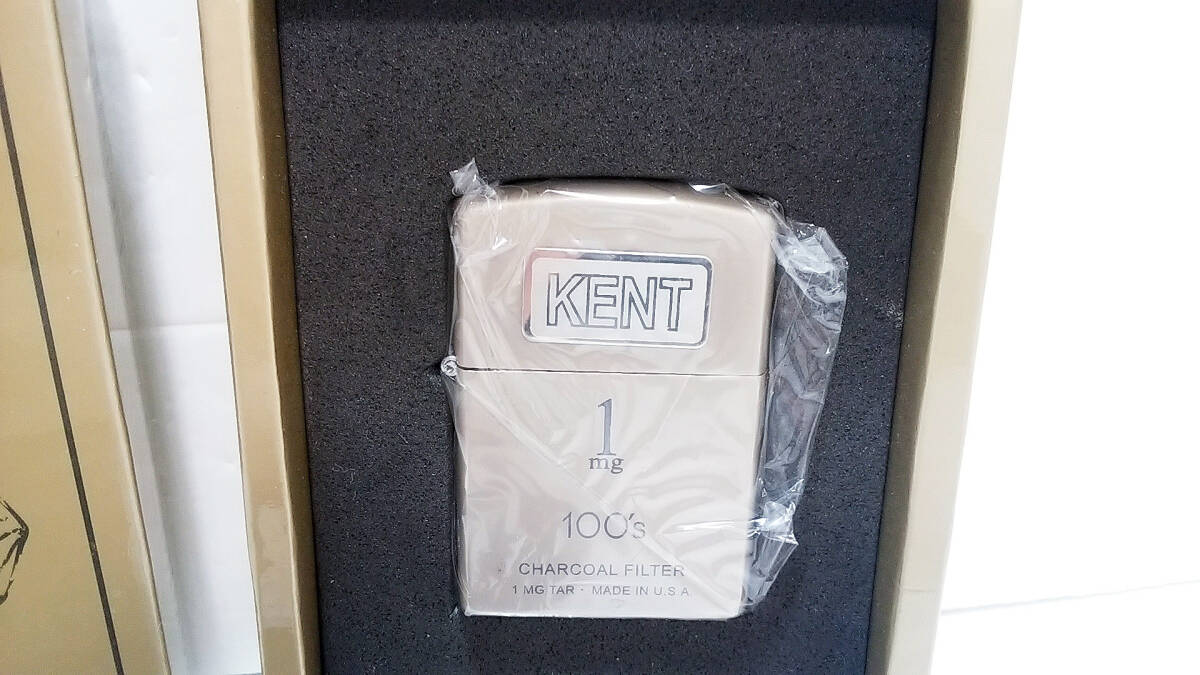 KENT
1
mg
100's
CHARCOAL FILTER
1 MG TAR · MADE IN U.S.A